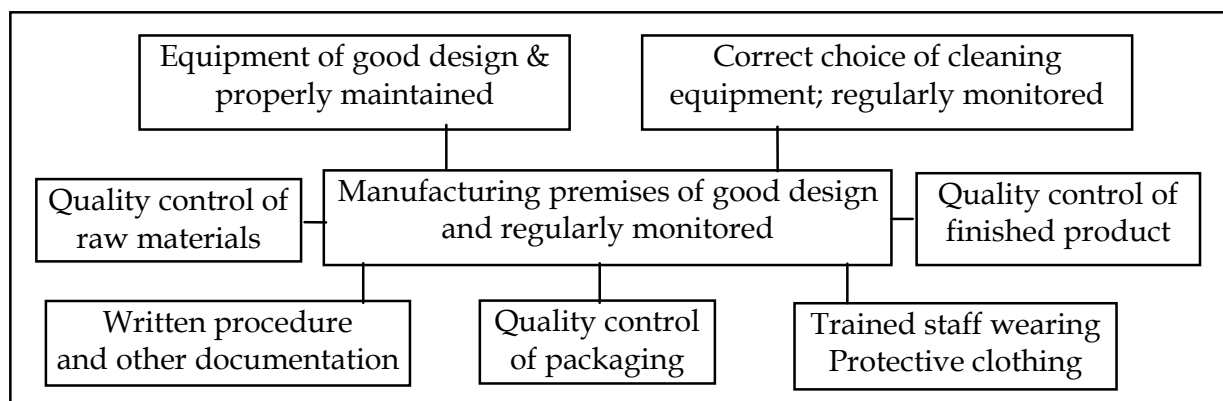 Equipment of good design &
properly maintained
Correct choice of cleaning
equipment; regularly monitored
Quality control of
raw materials
Manufacturing premises of good design
and regularly monitored
Quality control of
finished product
Written procedure
and other documentation
Quality control
of packaging
Trained staff wearing
Protective clothing